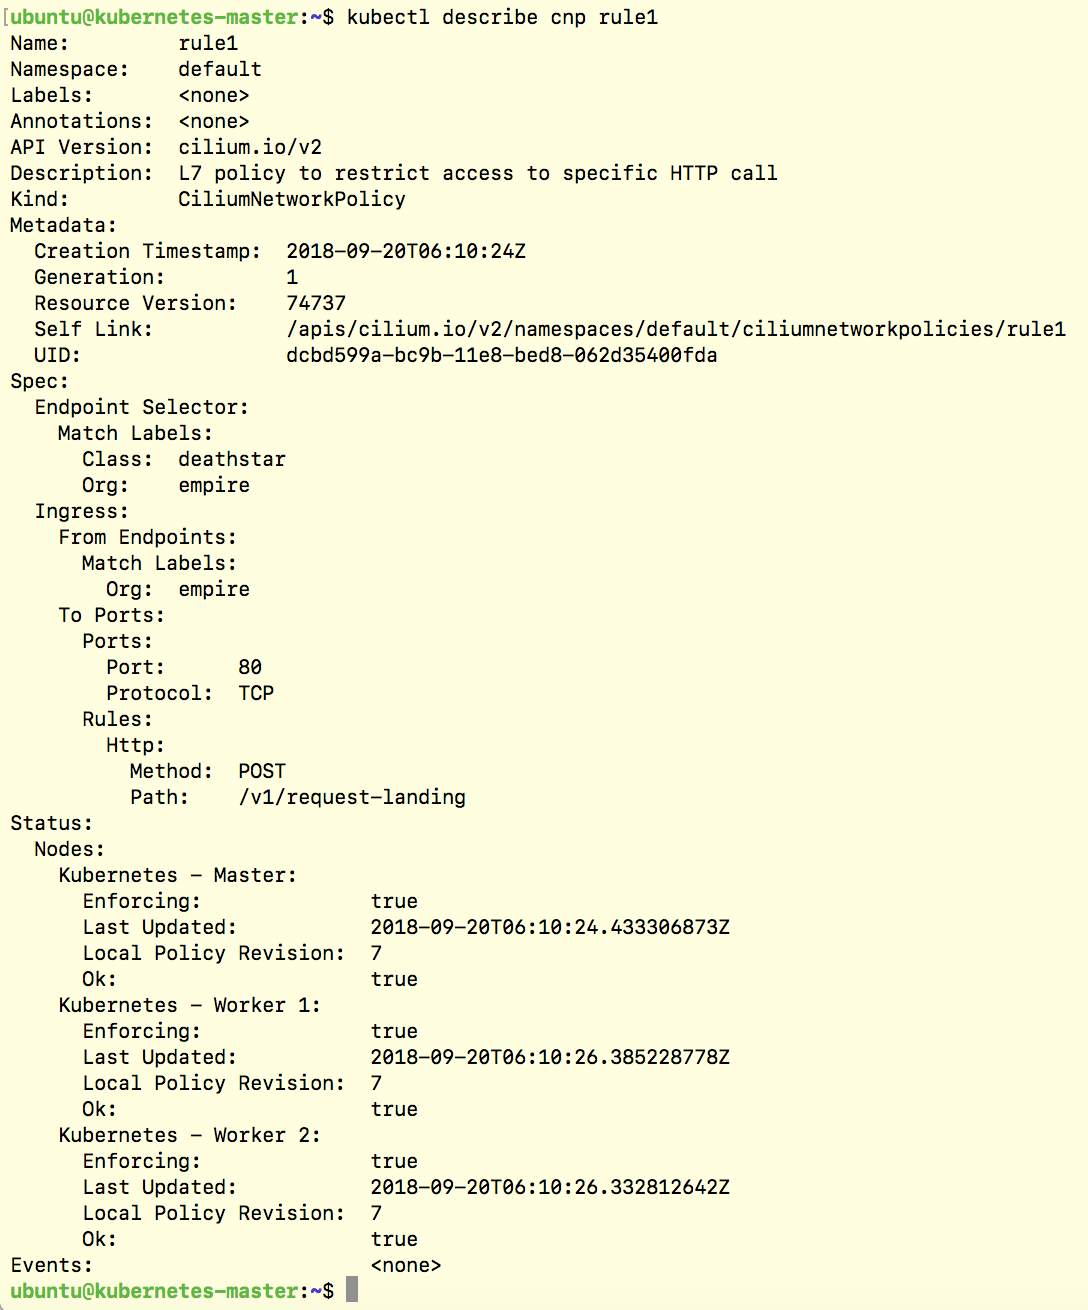 [ubuntu@kubernetes-master:~$ kubectl describe cnp rule1
Name:         rule1
Namespace:    default
Labels:       <none>
Annotations:  <none>
API Version:  cilium.io/v2
Description:  L7 policy to restrict access to specific HTTP call
Kind:         CiliumNetworkPolicy
Metadata:
  Creation Timestamp:  2018-09-20T06:10:24Z
  Generation:          1
  Resource Version:    74737
  Self Link:           /apis/cilium.io/v2/namespaces/default/ciliumnetworkpolicies/rule1
  UID:                 dcbd599a-bc9b-11e8-bed8-062d35400fda
Spec:
  Endpoint Selector:
    Match Labels:
      Class:  deathstar
      Org:    empire
  Ingress:
    From Endpoints:
      Match Labels:
        Org:  empire
    To Ports:
      Ports:
        Port:      80
        Protocol:  TCP
      Rules:
        Http:
          Method:  POST
          Path:    /v1/request-landing
Status:
  Nodes:
    Kubernetes - Master:
      Enforcing:              true
      Last Updated:           2018-09-20T06:10:24.433306873Z
      Local Policy Revision:  7
      Ok:                     true
    Kubernetes - Worker 1:
      Enforcing:              true
      Last Updated:           2018-09-20T06:10:26.385228778Z
      Local Policy Revision:  7
      Ok:                     true
    Kubernetes - Worker 2:
      Enforcing:              true
      Last Updated:           2018-09-20T06:10:26.332812642Z
      Local Policy Revision:  7
      Ok:                     true
Events:                       <none>
ubuntu@kubernetes-master:~$